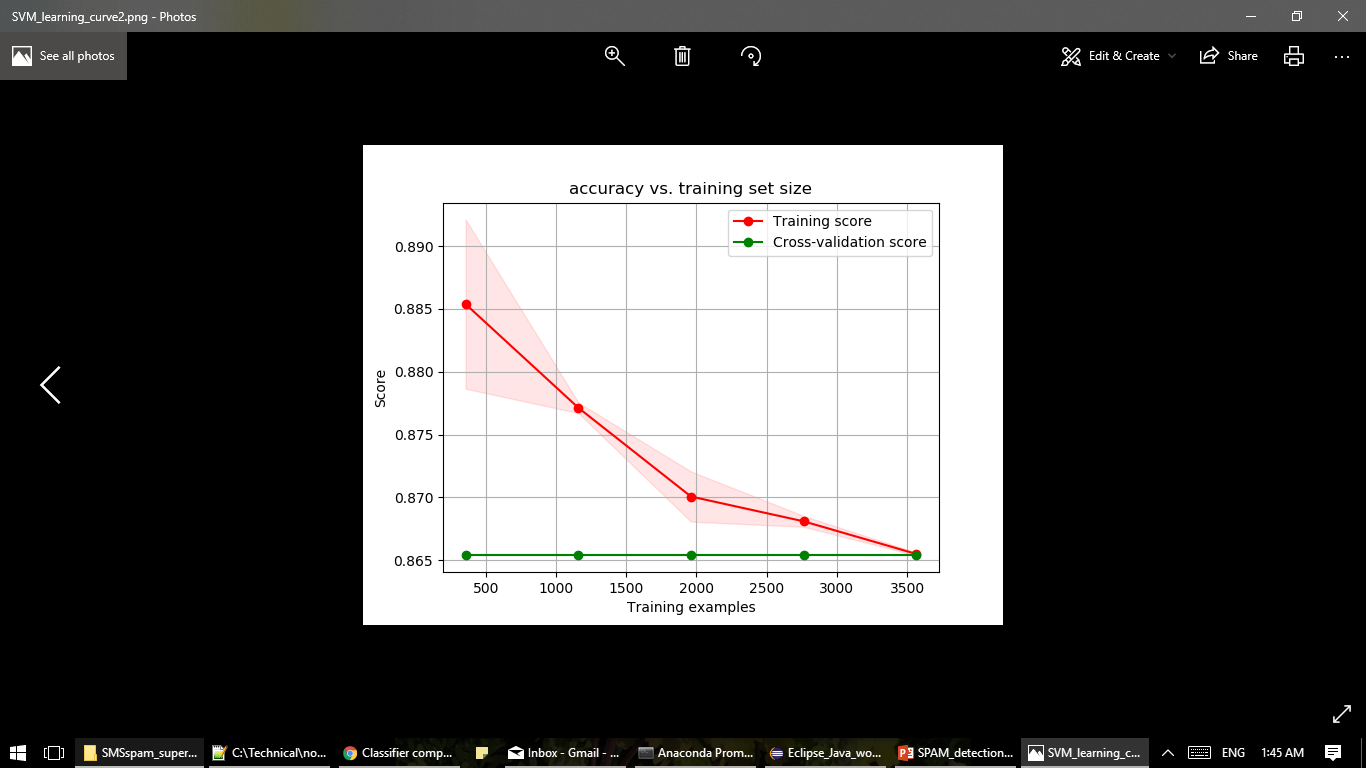 SVM_learning_curve2.png - Photos
See all photos
Edit & Create
Share
accuracy vs. training set size
Training score
Cross-validation score
0.890
0.885
0.880
0.875
0.870
0.865
Score
500 1000 1500 2000 2500 3000 3500
Training examples
SMSspam_super... C:\Technical\no... Classifier comp... Inbox - Gmail - ... Anaconda Prom... Eclipse_Java_wo... SPAM_detection... SVM_learning_c... ENG 1:45 AM